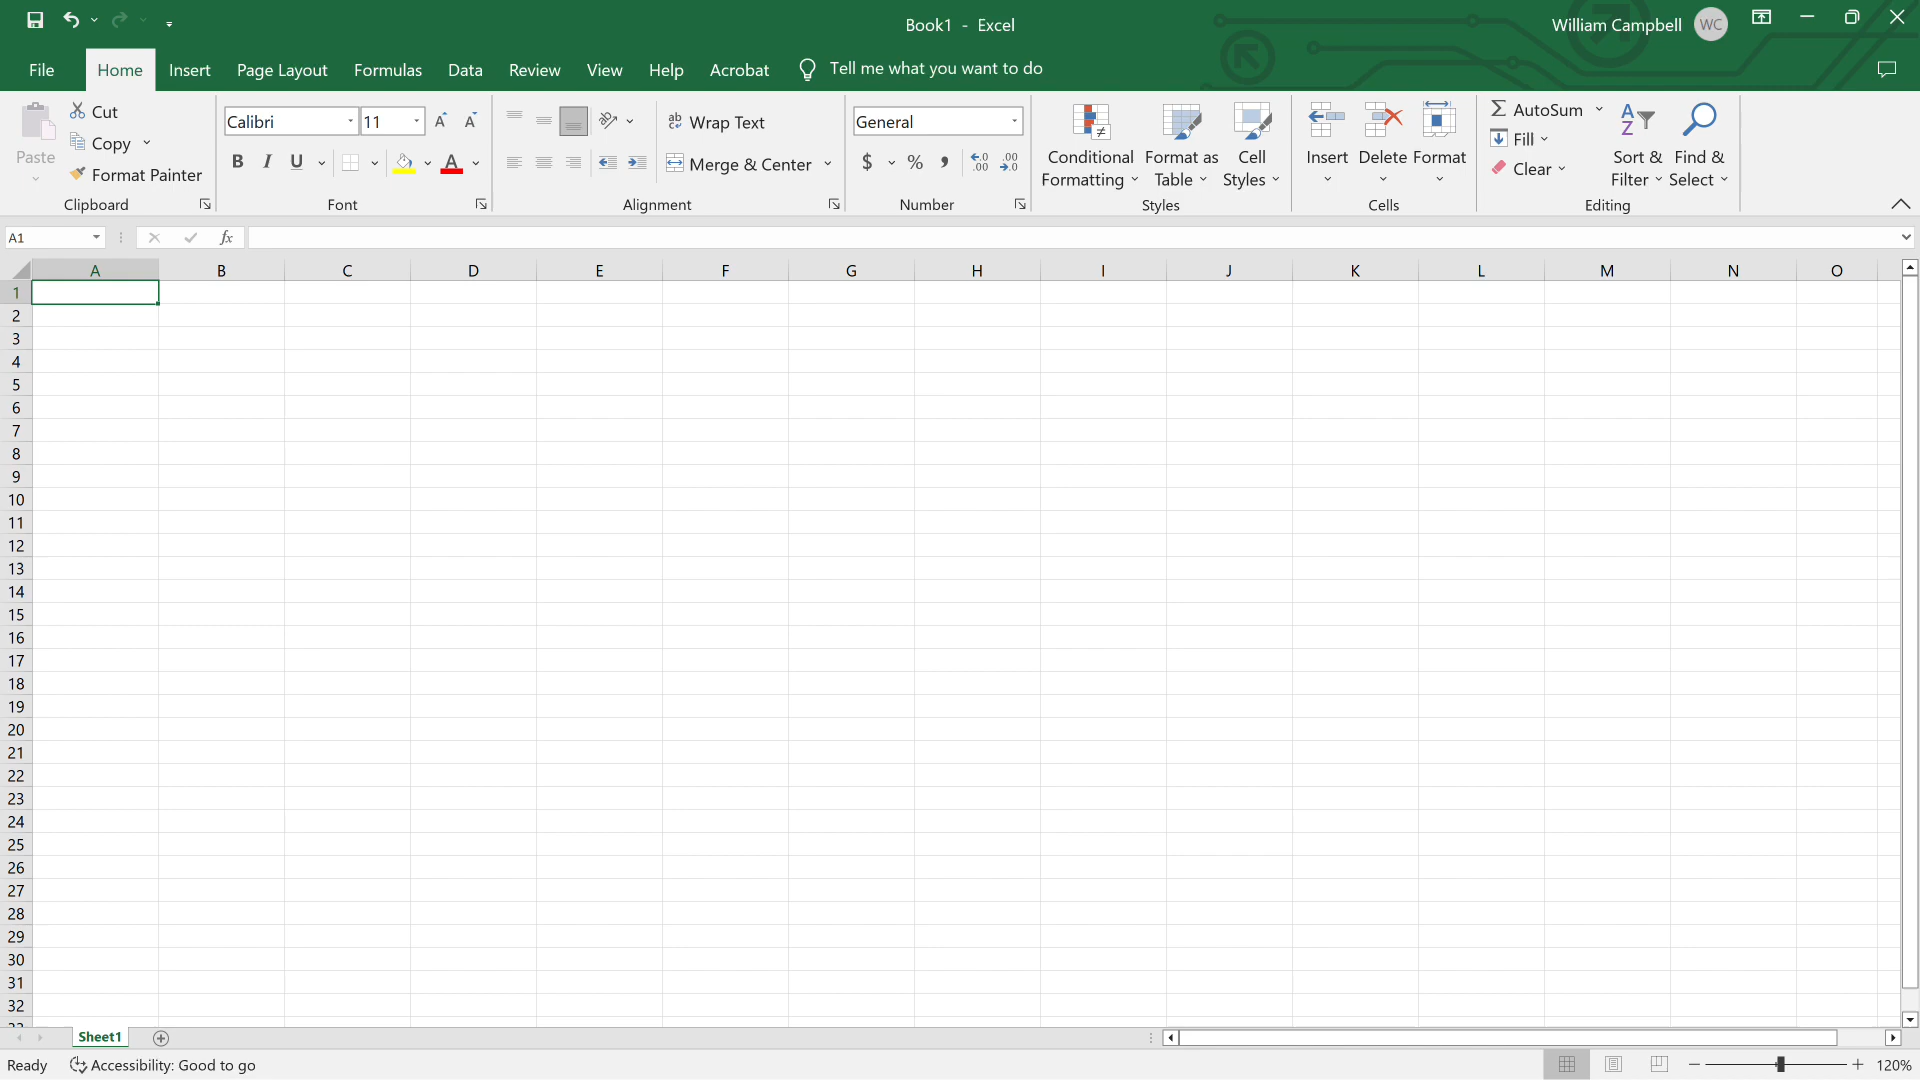 Book1 - Excel
William Campbell WC
File Home Insert Page Layout Formulas Data Review View Help Acrobat Tell me what you want to do
Paste
Cut
Copy
Format Painter
Clipboard
Calibri 11
B I U A
Font
Wrap Text
Merge & Center
Alignment
General
$ % ,
Number
Conditional Formatting
Format as Table
Cell Styles
Styles
Insert Delete Format
Cells
AutoSum
Fill
Clear
Sort & Filter
Find & Select
Editing
A1 fx
A B C D E F G H I J K L M N O
1
2
3
4
5
6
7
8
9
10
11
12
13
14
15
16
17
18
19
20
21
22
23
24
25
26
27
28
29
30
31
32
Sheet1
Ready Accessibility: Good to go 120%